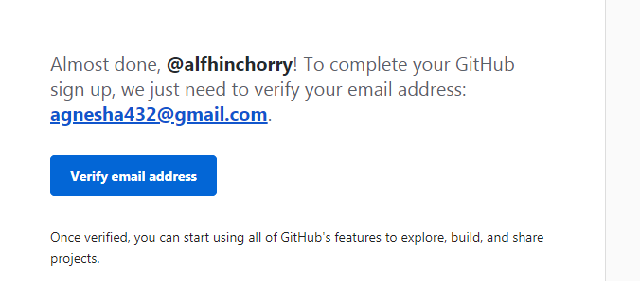 Almost done, @alfhinchorry! To complete your GitHub
sign up, we just need to verify your email address:
agnesha432@gmail.com.
Verify email address
Once verified, you can start using all of GitHub's features to explore, build, and share
projects.